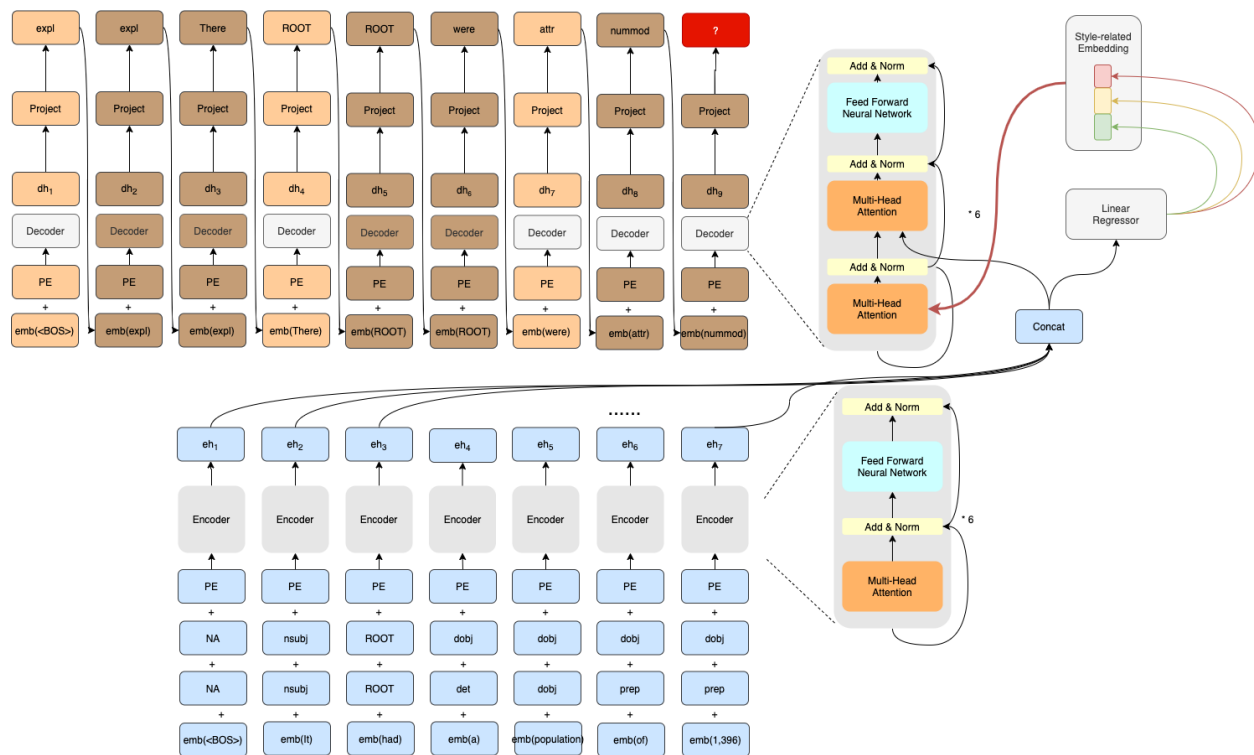 expl expl There ROOT ROOT were attr nummod ?
Project Project Project Project Project Project Project Project Project
dh1 dh2 dh3 dh4 dh5 dh6 dh7 dh8 dh9
Decoder Decoder Decoder Decoder Decoder Decoder Decoder Decoder Decoder
PE PE PE PE PE PE PE PE PE
+ + + + + + + + +
emb(<BOS>) emb(expl) emb(expl) emb(There) emb(ROOT) emb(ROOT) emb(were) emb(attr) emb(nummod)
Add & Norm
Feed Forward
Neural Network
Add & Norm
Multi-Head
Attention
* 6
Add & Norm
Multi-Head
Attention
Style-related
Embedding
Linear
Regressor
Concat
......
eh1 eh2 eh3 eh4 eh5 eh6 eh7
Encoder Encoder Encoder Encoder Encoder Encoder Encoder
PE PE PE PE PE PE PE
+ + + + + + +
NA nsubj ROOT dobj dobj dobj dobj
+ + + + + + +
NA nsubj ROOT det dobj prep prep
+ + + + + + +
emb(<BOS>) emb(It) emb(had) emb(a) emb(population) emb(of) emb(1,396)
Add & Norm
Feed Forward
Neural Network
Add & Norm
* 6
Multi-Head
Attention